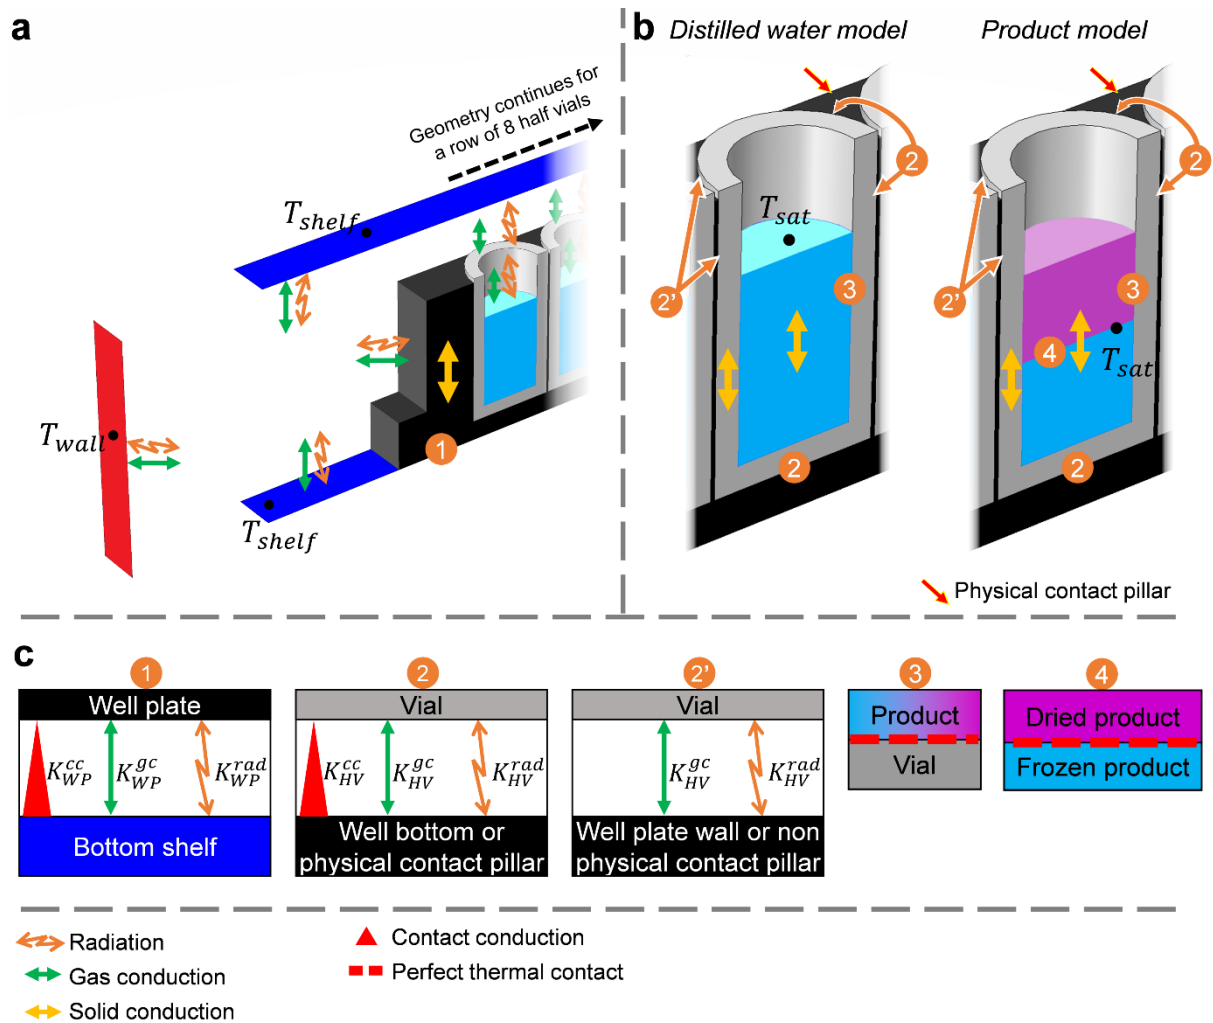 a
Geometry continues for
a row of 8 half vials
T_shelf
T_wall
T_shelf
1
b
Distilled water model
Product model
2
T_sat
2'
3
2
2
T_sat
2'
3
4
2
Physical contact pillar
c
1
Well plate
K_WP^cc K_WP^gc K_WP^rad
Bottom shelf
2
Vial
K_HV^cc K_HV^gc K_HV^rad
Well bottom or
physical contact pillar
2'
Vial
K_HV^gc K_HV^rad
Well plate wall or non
physical contact pillar
3
Product
Vial
4
Dried product
Frozen product
Radiation
Gas conduction
Solid conduction
Contact conduction
Perfect thermal contact